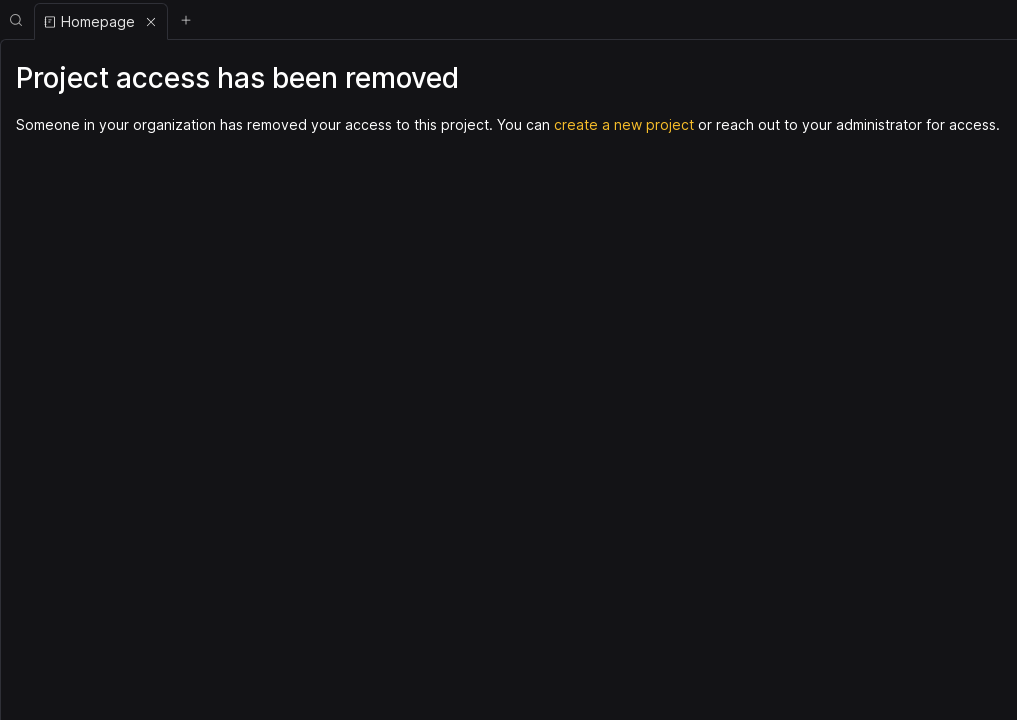 Homepage
Project access has been removed
Someone in your organization has removed your access to this project. You can create a new project or reach out to your administrator for access.